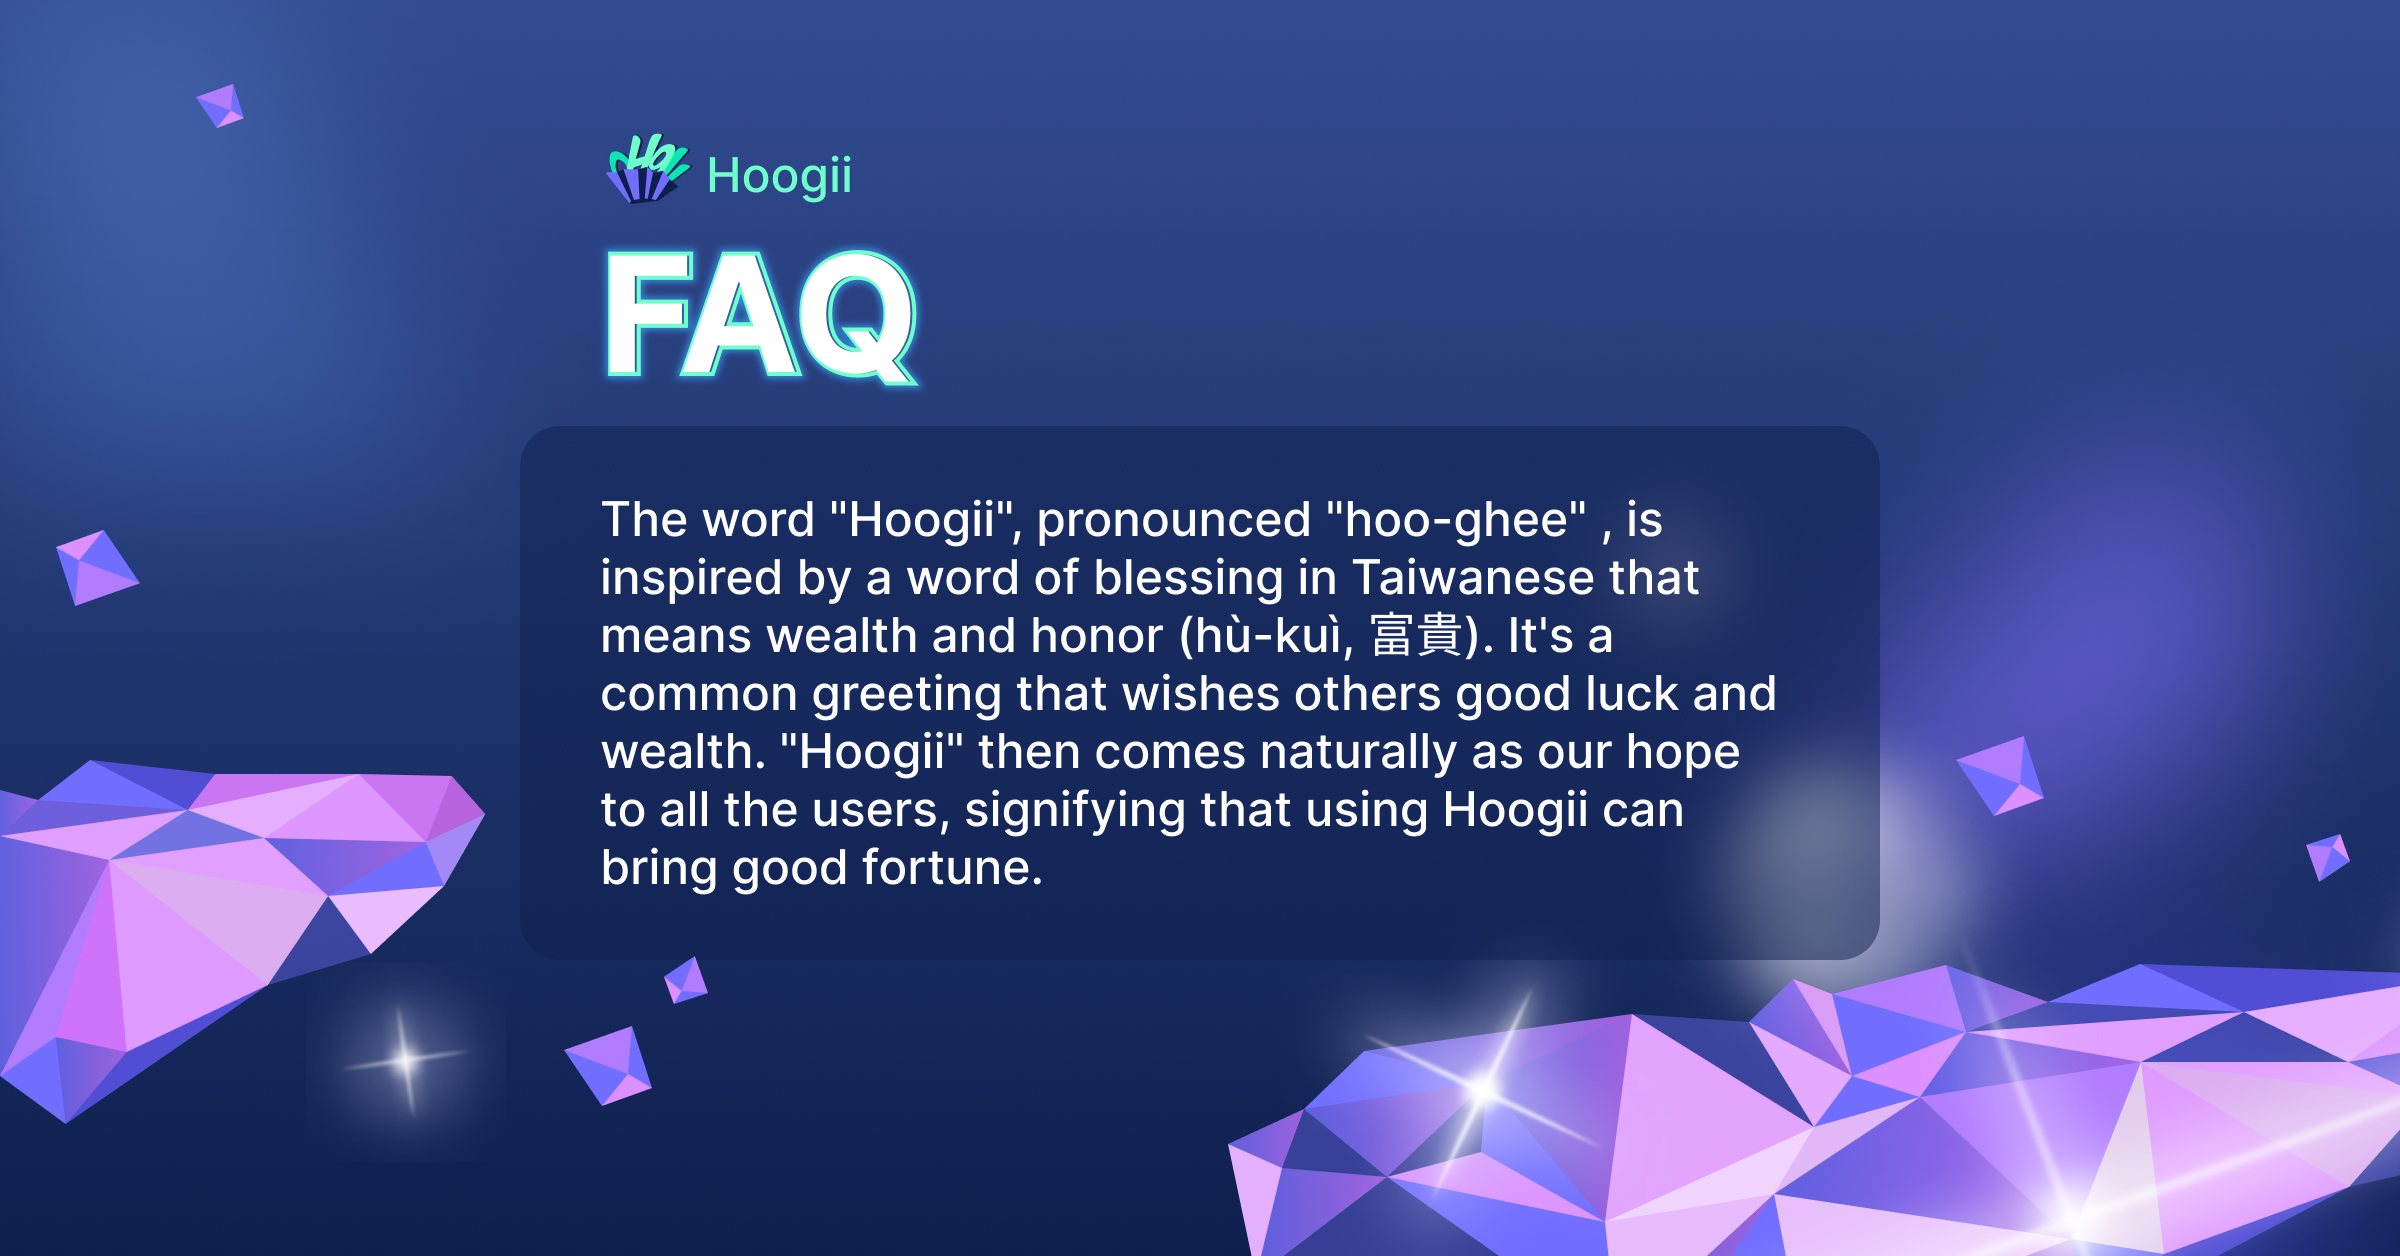 Hoogii
FAQ
The word "Hoogii", pronounced "hoo-ghee" , is
inspired by a word of blessing in Taiwanese that
means wealth and honor (hù-kuì, 富貴). It's a
common greeting that wishes others good luck and
wealth. "Hoogii" then comes naturally as our hope
to all the users, signifying that using Hoogii can
bring good fortune.